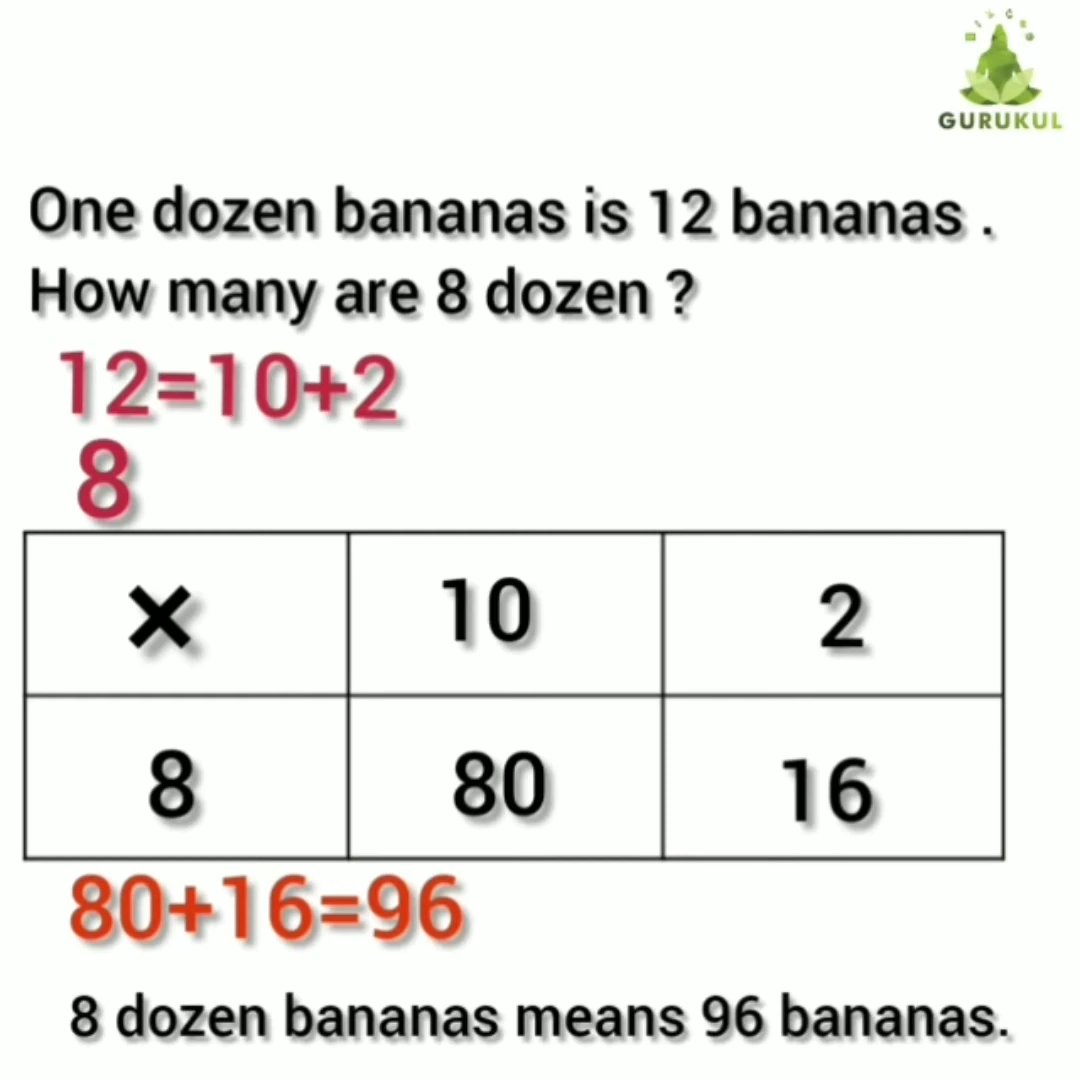 GURUKUL
One dozen bananas is 12 bananas .
How many are 8 dozen ?
12=10+2
8
× 10 2
8 80 16
80+16=96
8 dozen bananas means 96 bananas.